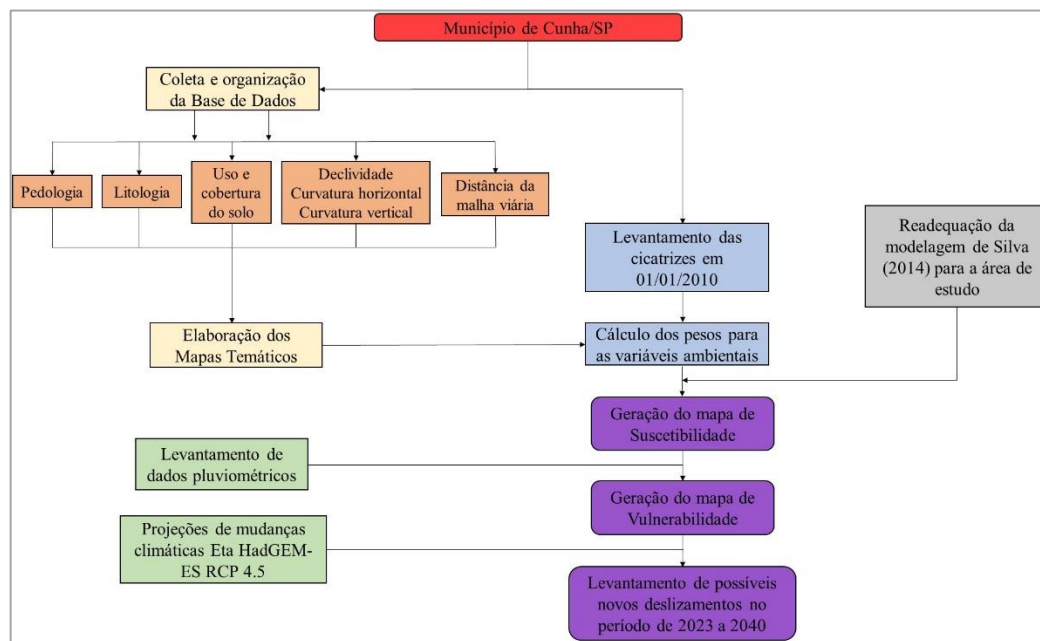 Município de Cunha/SP
Coleta e organização
da Base de Dados
Pedologia
Litologia
Uso e
cobertura
do solo
Declividade
Curvatura horizontal
Curvatura vertical
Distância da
malha viária
Levantamento das
cicatrizes em
01/01/2010
Readequação da
modelagem de Silva
(2014) para a área de
estudo
Elaboração dos
Mapas Temáticos
Cálculo dos pesos para
as variáveis ambientais
Geração do mapa de
Suscetibilidade
Levantamento de
dados pluviométricos
Geração do mapa de
Vulnerabilidade
Projeções de mudanças
climáticas Eta HadGEM-
ES RCP 4.5
Levantamento de possíveis
novos deslizamentos no
período de 2023 a 2040